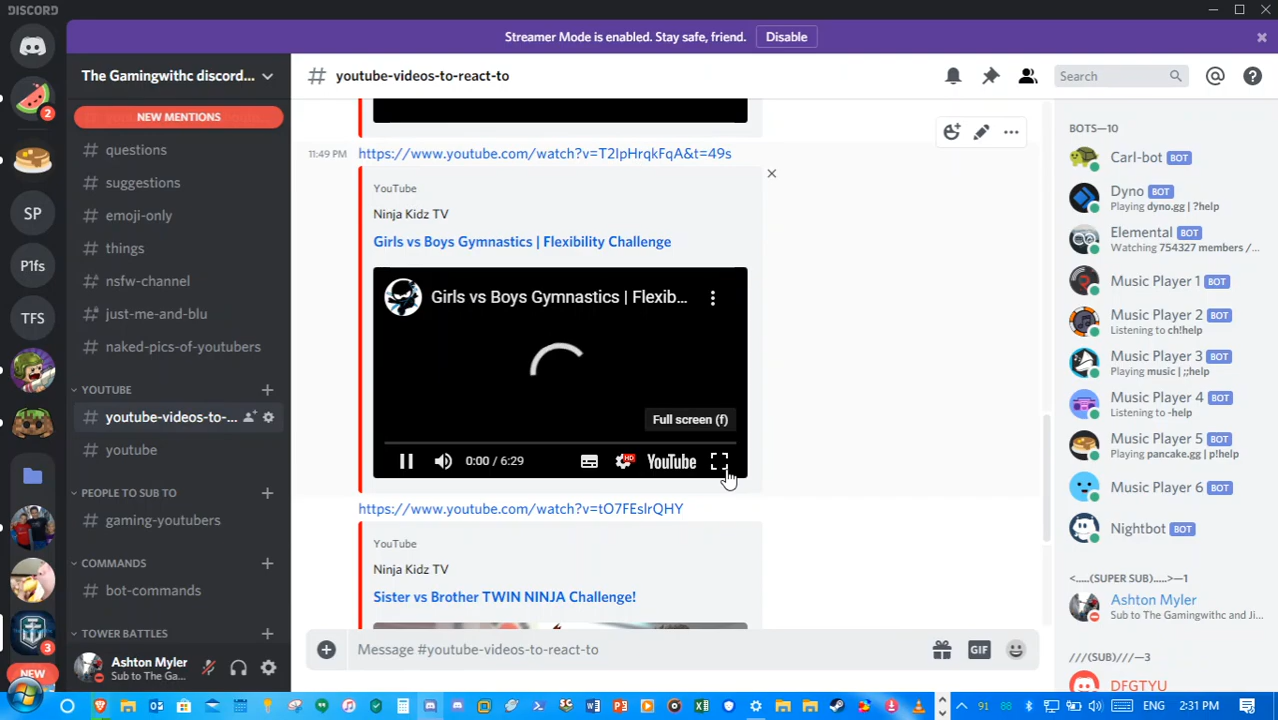 DISCORD
Streamer Mode is enabled. Stay safe, friend. Disable
The Gamingwithc discord...
NEW MENTIONS
questions
suggestions
emoji-only
things
nsfw-channel
just-me-and-blu
naked-pics-of-youtubers
YOUTUBE
youtube-videos-to-...
youtube
PEOPLE TO SUB TO
gaming-youtubers
COMMANDS
bot-commands
TOWER BATTLES
Ashton Myler
Sub to The Ga...
2
SP
P1fs
TFS
3
NEW
# youtube-videos-to-react-to
Search
11:49 PM https://www.youtube.com/watch?v=T2IpHrqkFqA&t=49s
YouTube
Ninja Kidz TV
Girls vs Boys Gymnastics | Flexibility Challenge
Girls vs Boys Gymnastics | Flexib...
Full screen (f)
0:00 / 6:29
HD
YouTube
https://www.youtube.com/watch?v=tO7FEslrQHY
YouTube
Ninja Kidz TV
Sister vs Brother TWIN NINJA Challenge!
Message #youtube-videos-to-react-to
GIF
BOTS—10
Carl-bot BOT
Dyno BOT
Playing dyno.gg | ?help
Elemental BOT
Watching 754327 members /...
Music Player 1 BOT
Music Player 2 BOT
Listening to ch!help
Music Player 3 BOT
Playing music | ;;help
Music Player 4 BOT
Listening to -help
Music Player 5 BOT
Playing pancake.gg | p!help
Music Player 6 BOT
Nightbot BOT
<.....(SUPER SUB).....>—1
Ashton Myler
Sub to The Gamingwithc and Ji...
///(SUB)///—3
DFGTYU
91 88 ENG 2:31 PM